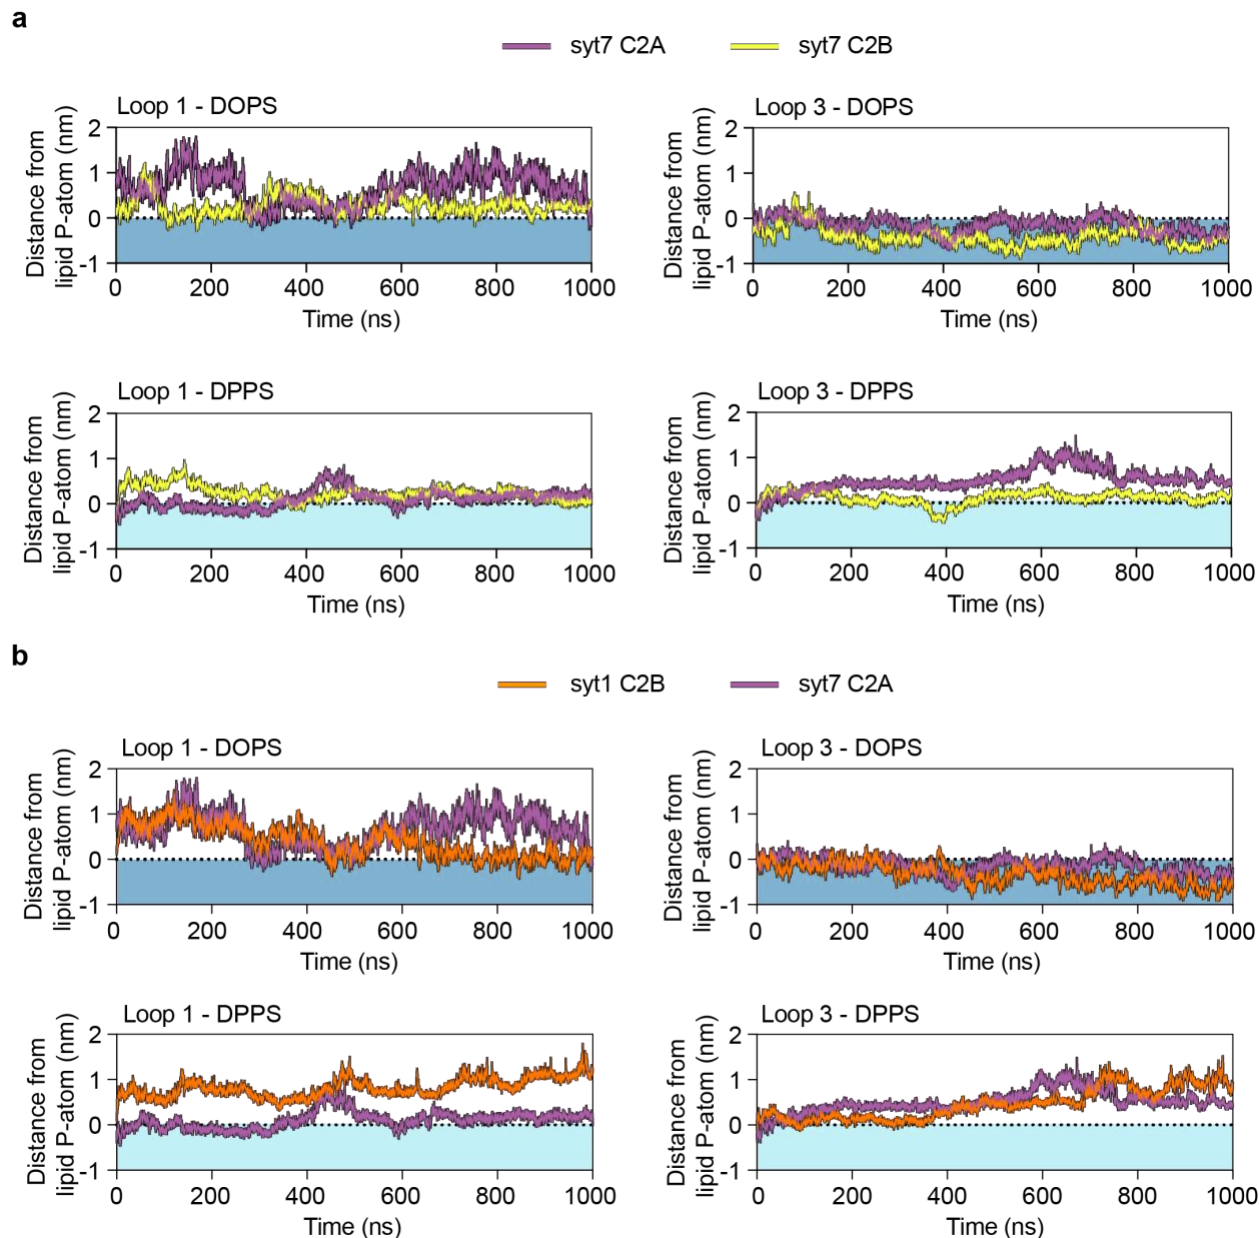 a
syt7 C2A
syt7 C2B
Loop 1 - DOPS
Distance from
lipid P-atom (nm)
2
1
0
-1
0 200 400 600 800 1000
Time (ns)
Loop 3 - DOPS
Distance from
lipid P-atom (nm)
2
1
0
-1
0 200 400 600 800 1000
Time (ns)
Loop 1 - DPPS
Distance from
lipid P-atom (nm)
2
1
0
-1
0 200 400 600 800 1000
Time (ns)
Loop 3 - DPPS
Distance from
lipid P-atom (nm)
2
1
0
-1
0 200 400 600 800 1000
Time (ns)
b
syt1 C2B
syt7 C2A
Loop 1 - DOPS
Distance from
lipid P-atom (nm)
2
1
0
-1
0 200 400 600 800 1000
Time (ns)
Loop 3 - DOPS
Distance from
lipid P-atom (nm)
2
1
0
-1
0 200 400 600 800 1000
Time (ns)
Loop 1 - DPPS
Distance from
lipid P-atom (nm)
2
1
0
-1
0 200 400 600 800 1000
Time (ns)
Loop 3 - DPPS
Distance from
lipid P-atom (nm)
2
1
0
-1
0 200 400 600 800 1000
Time (ns)